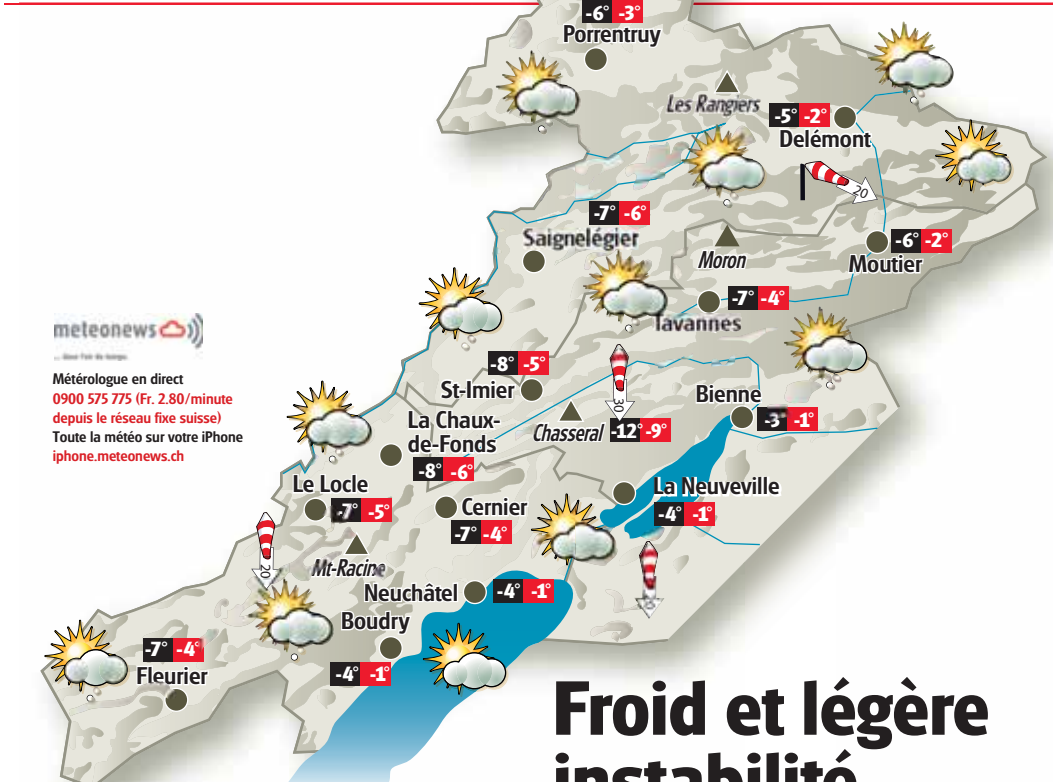 -6° -3°
Porrentruy
Les Rangiers
-5° -2°
Delémont
20
-7° -6°
Saignelégier
Moron
-6° -2°
Moutier
-7° -4°
Tavannes
meteonews
Météorologue en direct
0900 575 775 (Fr. 2.80/minute
depuis le réseau fixe suisse)
Toute la météo sur votre iPhone
iphone.meteonews.ch
-8° -5°
St-Imier
30
Bienne
-3° -1°
Chasseral -12° -9°
La Chaux-
de-Fonds
-8° -6°
Le Locle
-7° -5°
Cernier
-7° -4°
La Neuveville
-4° -1°
20
Mt-Racine
Neuchâtel -4° -1°
Boudry
-4° -1°
-7° -4°
Fleurier
Froid et légère
instabilité